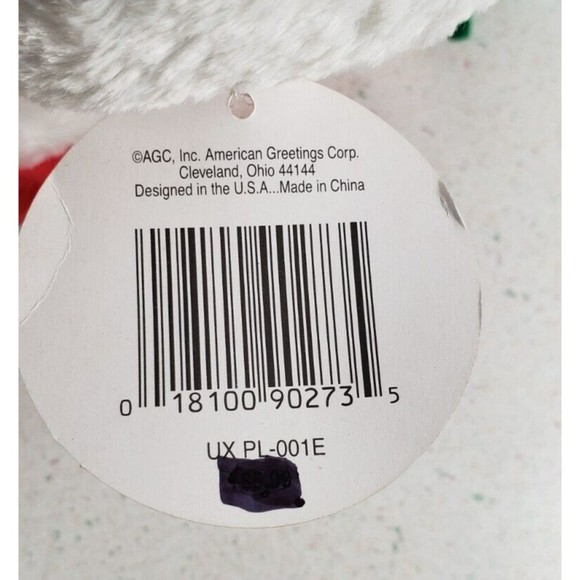 ©AGC, Inc. American Greetings Corp.
Cleveland, Ohio 44144
Designed in the U.S.A...Made in China
0 18100 90273 5
UX PL-001E